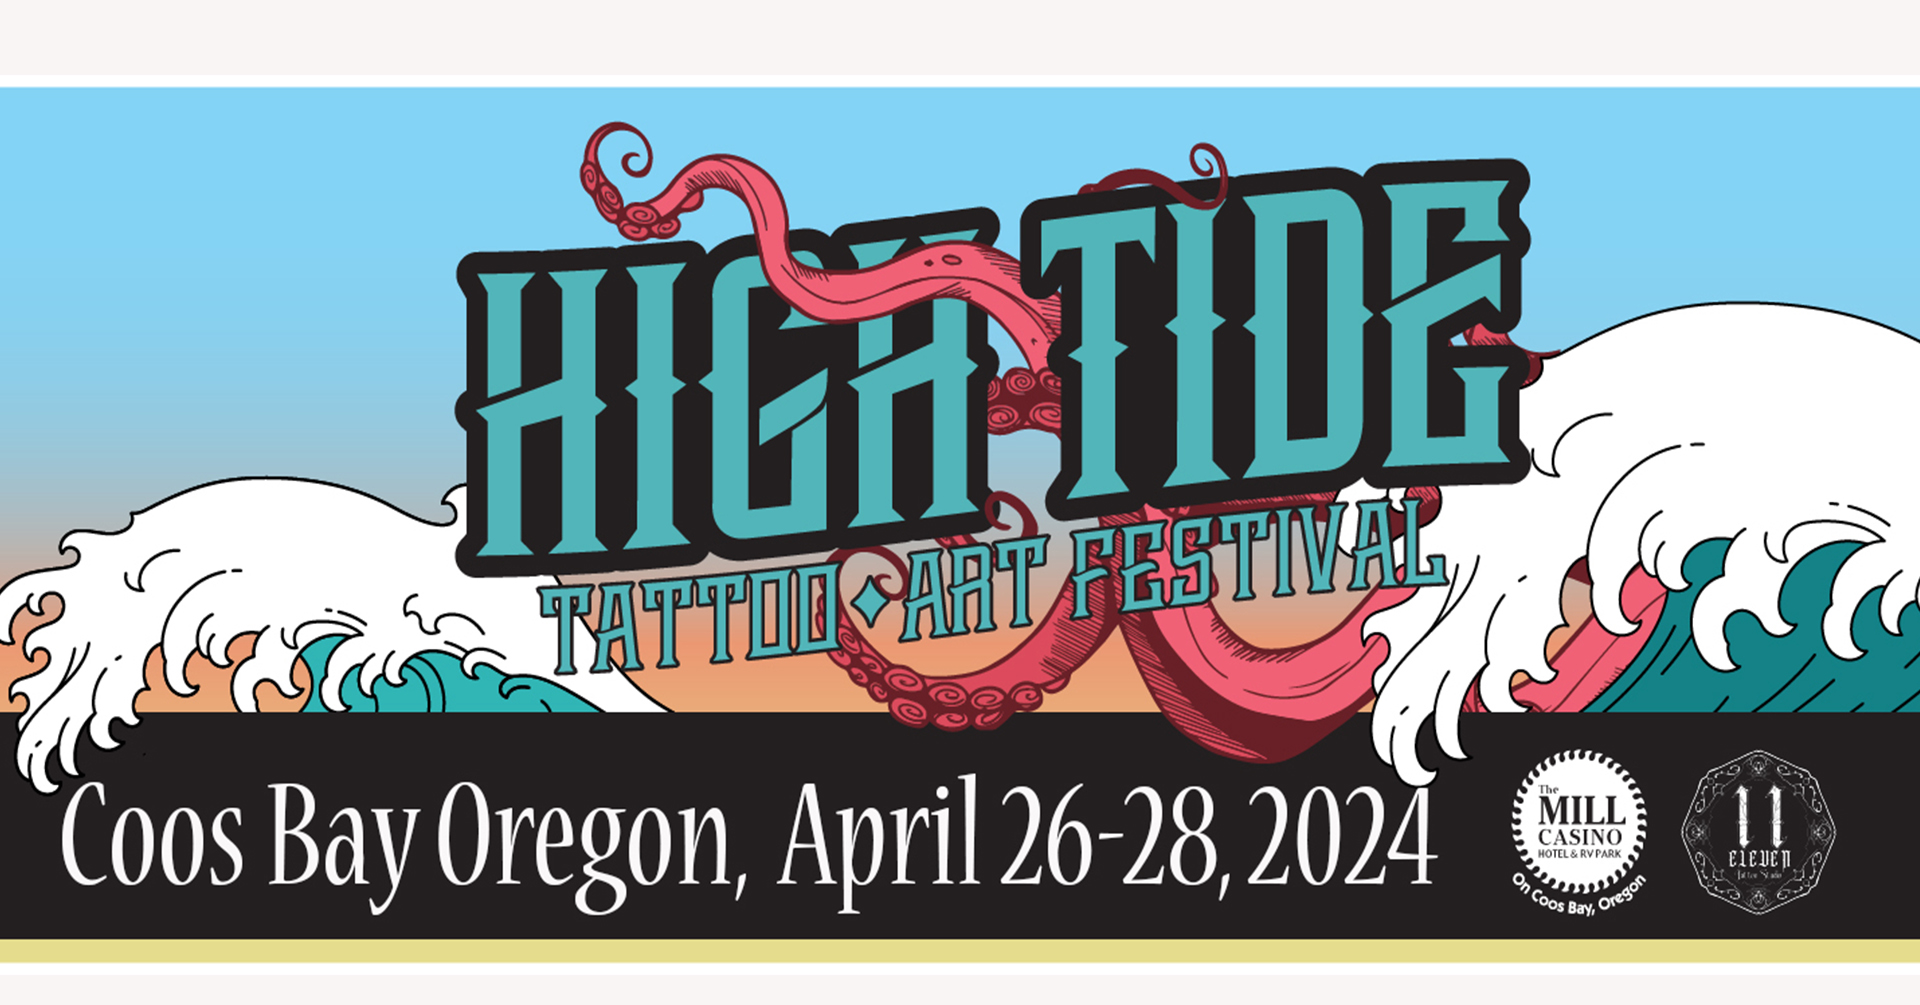 HIGH TIDE
TATTOO ART FESTIVAL
Coos Bay Oregon, April 26-28, 2024
The
MILL
CASINO
HOTEL & RV PARK
On Coos Bay, Oregon
11
ELEVEN
Tattoo Studio